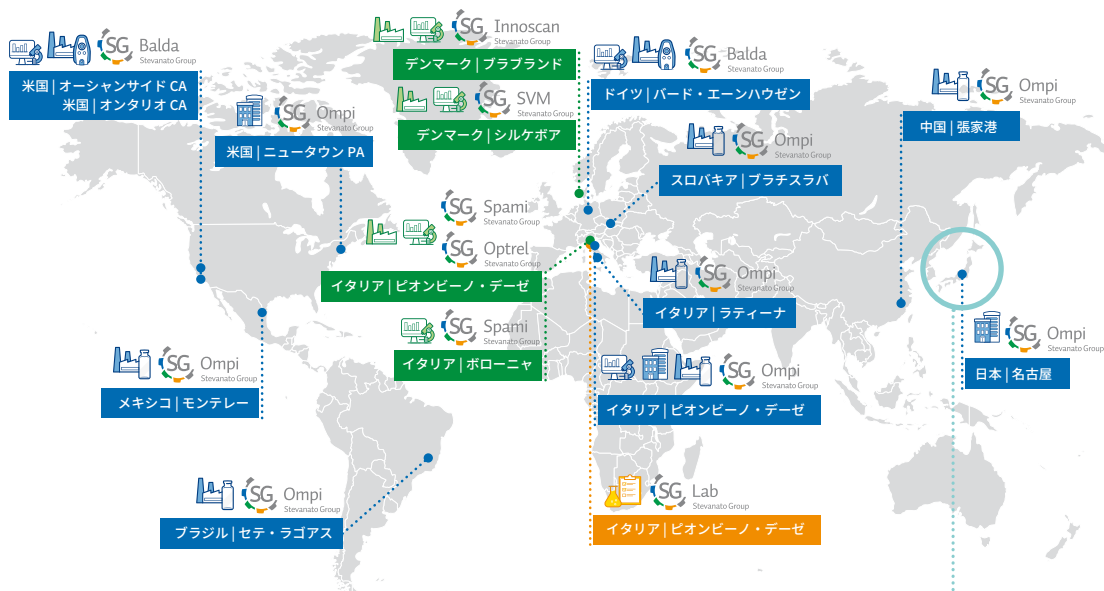 SG Balda
Stevanato Group
米国 | オーシャンサイド CA
米国 | オンタリオ CA
SG Ompi
Stevanato Group
米国 | ニュータウン PA
SG Innoscan
Stevanato Group
デンマーク | ブラブランド
SG SVM
Stevanato Group
デンマーク | シルケボア
SG Balda
Stevanato Group
ドイツ | バード・エーンハウゼン
SG Ompi
Stevanato Group
中国 | 張家港
SG Ompi
Stevanato Group
スロバキア | ブラチスラバ
SG Spami
Stevanato Group
SG Optrel
Stevanato Group
イタリア | ピオンビーノ・デーゼ
SG Ompi
Stevanato Group
イタリア | ラティーナ
SG Spami
Stevanato Group
イタリア | ボローニャ
SG Ompi
Stevanato Group
日本 | 名古屋
SG Ompi
Stevanato Group
メキシコ | モンテレー
SG Ompi
Stevanato Group
イタリア | ピオンビーノ・デーゼ
SG Ompi
Stevanato Group
ブラジル | セテ・ラゴアス
SG Lab
Stevanato Group
イタリア | ピオンビーノ・デーゼ